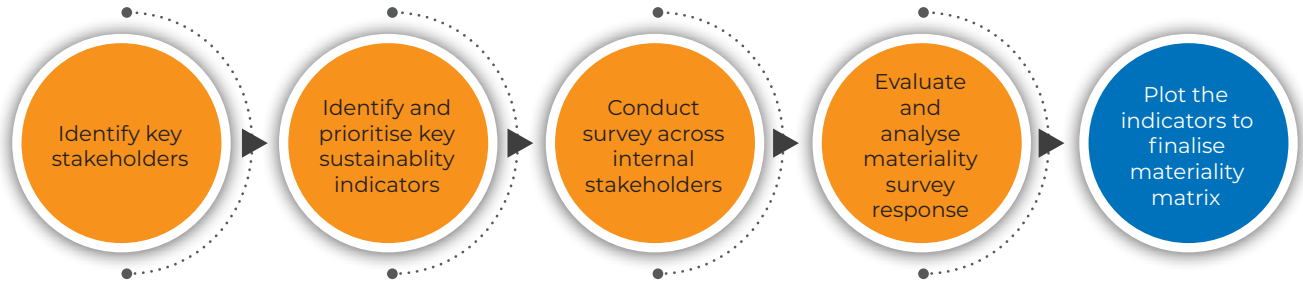 Identify key
stakeholders
Identify and
prioritise key
sustainablity
indicators
Conduct
survey across
internal
stakeholders
Evaluate
and
analyse
materiality
survey
response
Plot the
indicators to
finalise
materiality
matrix